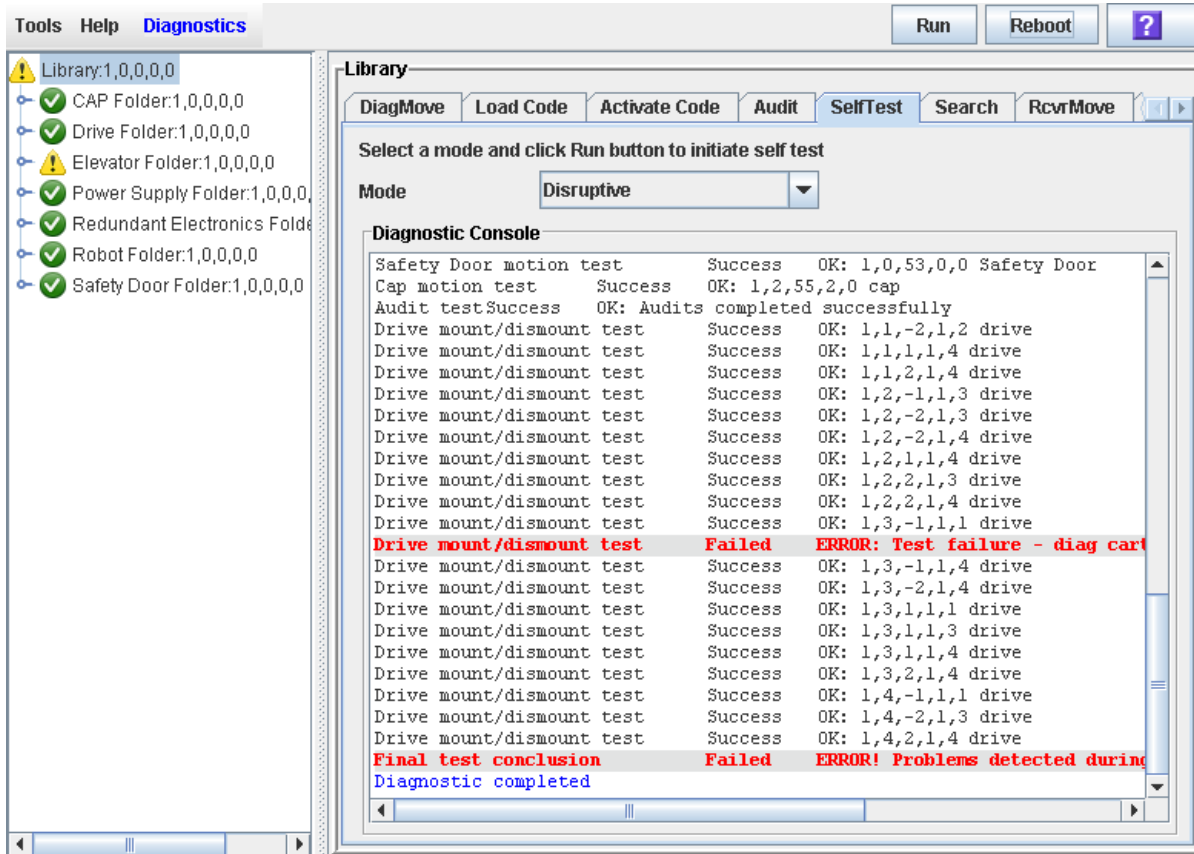 Tools Help Diagnostics
Run Reboot ?
Library:1,0,0,0,0
CAP Folder:1,0,0,0,0
Drive Folder:1,0,0,0,0
Elevator Folder:1,0,0,0,0
Power Supply Folder:1,0,0,0,
Redundant Electronics Folde
Robot Folder:1,0,0,0,0
Safety Door Folder:1,0,0,0,0
Library
DiagMove Load Code Activate Code Audit SelfTest Search RcvrMove
Select a mode and click Run button to initiate self test
Mode Disruptive
Diagnostic Console
Safety Door motion test Success OK: 1,0,53,0,0 Safety Door
Cap motion test Success OK: 1,2,55,2,0 cap
Audit testSuccess OK: Audits completed successfully
Drive mount/dismount test Success OK: 1,1,-2,1,2 drive
Drive mount/dismount test Success OK: 1,1,1,1,4 drive
Drive mount/dismount test Success OK: 1,1,2,1,4 drive
Drive mount/dismount test Success OK: 1,2,-1,1,3 drive
Drive mount/dismount test Success OK: 1,2,-2,1,3 drive
Drive mount/dismount test Success OK: 1,2,-2,1,4 drive
Drive mount/dismount test Success OK: 1,2,1,1,4 drive
Drive mount/dismount test Success OK: 1,2,2,1,3 drive
Drive mount/dismount test Success OK: 1,2,2,1,4 drive
Drive mount/dismount test Success OK: 1,3,-1,1,1 drive
Drive mount/dismount test Failed ERROR: Test failure - diag cart
Drive mount/dismount test Success OK: 1,3,-1,1,4 drive
Drive mount/dismount test Success OK: 1,3,-2,1,4 drive
Drive mount/dismount test Success OK: 1,3,1,1,1 drive
Drive mount/dismount test Success OK: 1,3,1,1,3 drive
Drive mount/dismount test Success OK: 1,3,1,1,4 drive
Drive mount/dismount test Success OK: 1,3,2,1,4 drive
Drive mount/dismount test Success OK: 1,4,-1,1,1 drive
Drive mount/dismount test Success OK: 1,4,-2,1,3 drive
Drive mount/dismount test Success OK: 1,4,2,1,4 drive
Final test conclusion Failed ERROR! Problems detected during
Diagnostic completed